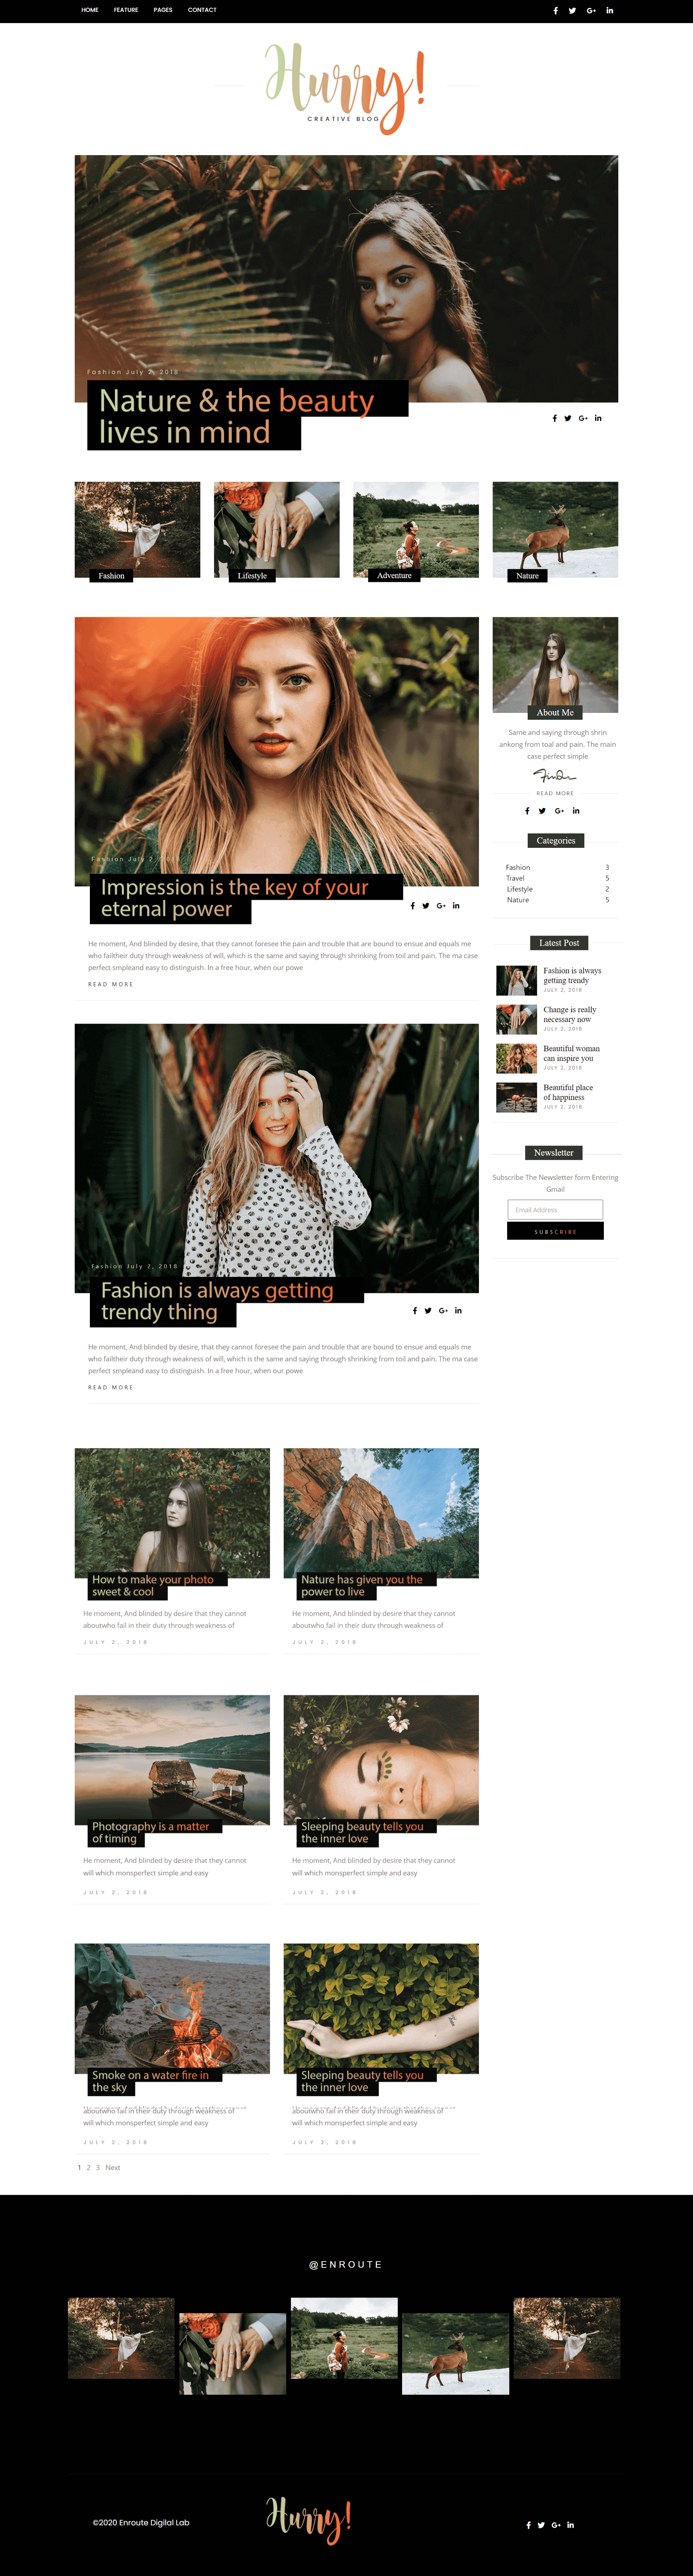 HOME FEATURE PAGES CONTACT
Hurry!
CREATIVE BLOG
Fashion July 2, 2018
Nature & the beauty
lives in mind
Fashion
Lifestyle
Adventure
Nature
Fashion July 2, 2018
Impression is the key of your
eternal power
He moment, And blinded by desire, that they cannot foresee the pain and trouble that are bound to ensue and equals me
who failtheir duty through weakness of will, which is the same and saying through shrinking from toil and pain. The ma case
perfect simpleand easy to distinguish. In a free hour, when our powe
READ MORE
Fashion July 2, 2018
Fashion is always getting
trendy thing
He moment, And blinded by desire, that they cannot foresee the pain and trouble that are bound to ensue and equals me
who failtheir duty through weakness of will, which is the same and saying through shrinking from toil and pain. The ma case
perfect simpleand easy to distinguish. In a free hour, when our powe
READ MORE
About Me
Same and saying through shrin
ankong from toal and pain. The main
case perfect simple
READ MORE
Categories
Fashion 3
Travel 5
Lifestyle 2
Nature 5
Latest Post
Fashion is always
getting trendy
JULY 2, 2018
Change is really
necessary now
JULY 2, 2018
Beautiful woman
can inspire you
JULY 2, 2018
Beautiful place
of happiness
JULY 2, 2018
Newsletter
Subscribe The Newsletter form Entering
Gmail
Email Address
SUBSCRIBE
How to make your photo
sweet & cool
He moment, And blinded by desire that they cannot
aboutwho fail in their duty through weakness of
JULY 2, 2018
Nature has given you the
power to live
He moment, And blinded by desire that they cannot
aboutwho fail in their duty through weakness of
JULY 2, 2018
Photography is a matter
of timing
He moment, And blinded by desire that they cannot
will which monsperfect simple and easy
JULY 2, 2018
Sleeping beauty tells you
the inner love
He moment, And blinded by desire that they cannot
will which monsperfect simple and easy
JULY 2, 2018
Smoke on a water fire in
the sky
aboutwho fail in their duty through weakness of
will which monsperfect simple and easy
JULY 2, 2018
Sleeping beauty tells you
the inner love
aboutwho fail in their duty through weakness of
will which monsperfect simple and easy
JULY 2, 2018
1 2 3 Next
@ENROUTE
©2020 Enroute Digilal Lab
Hurry!